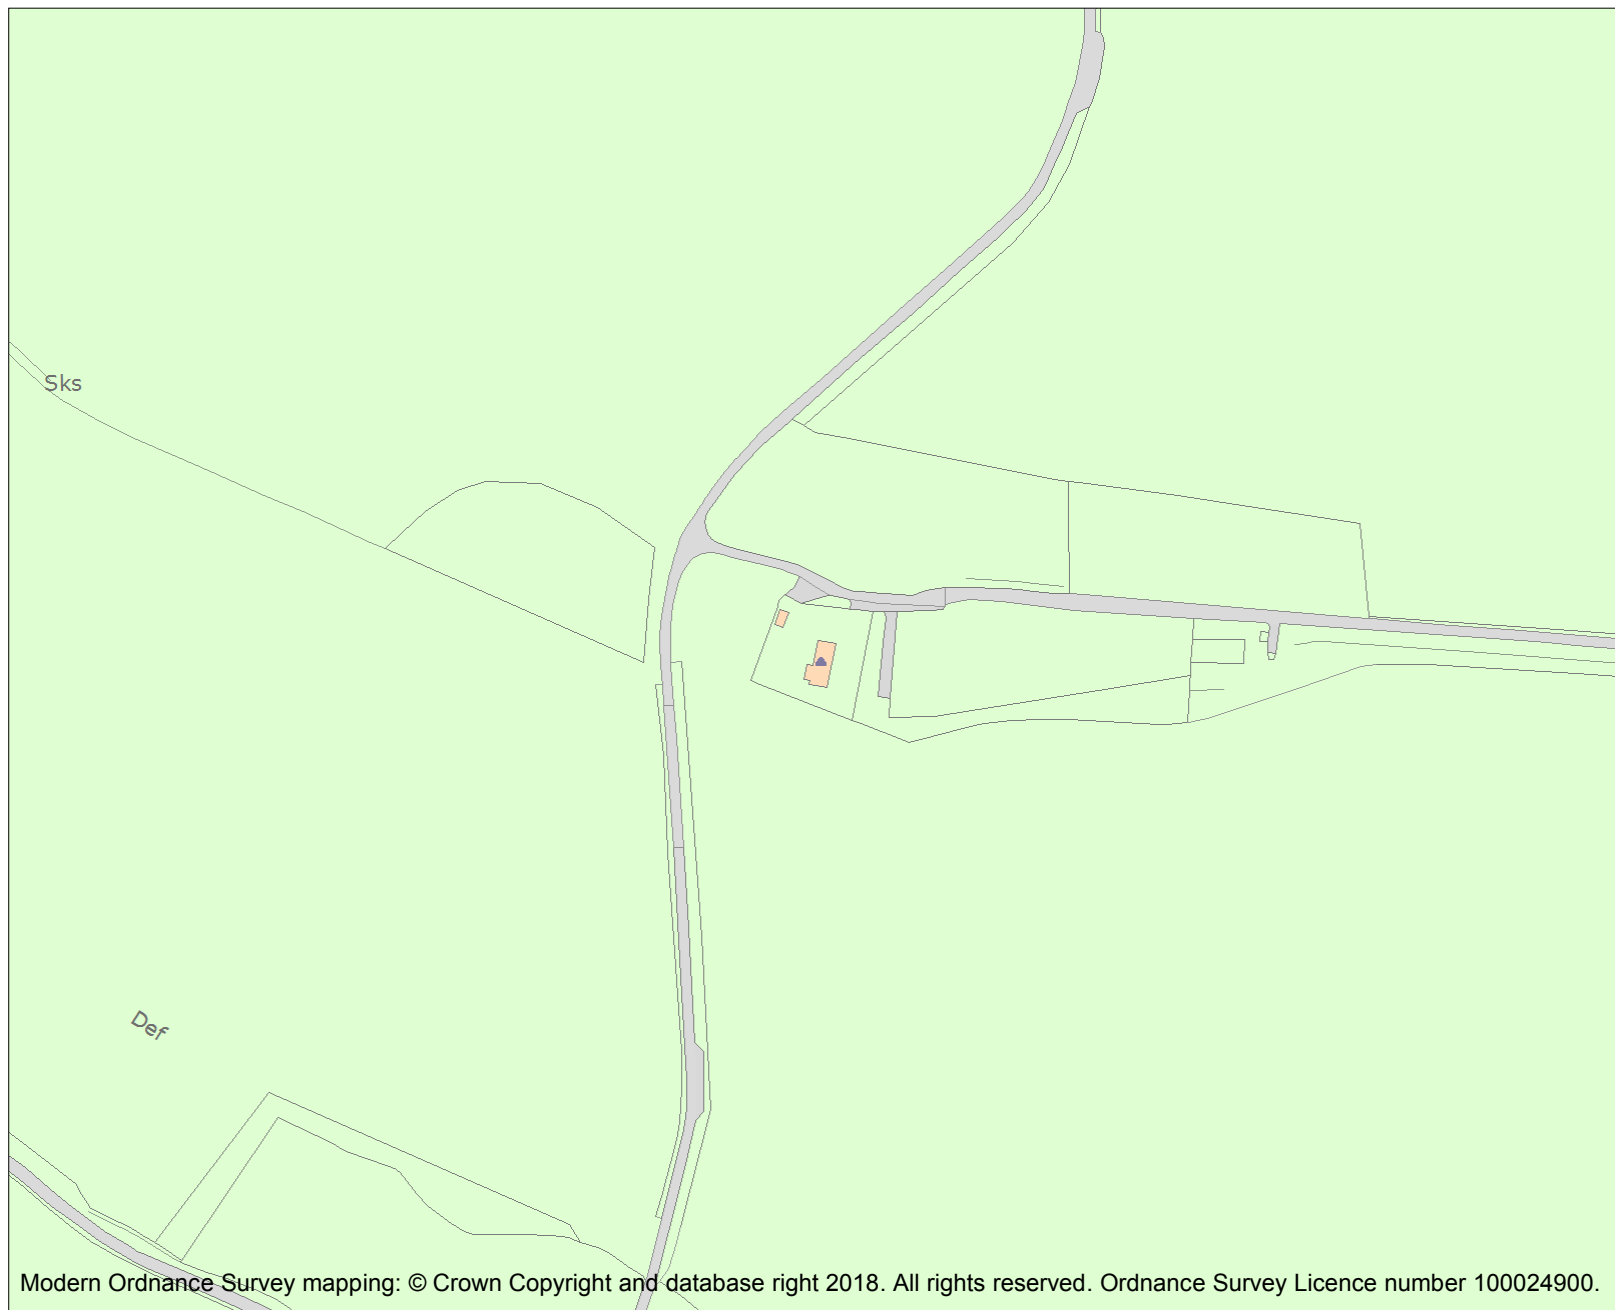 Sks
Def
Modern Ordnance Survey mapping: © Crown Copyright and database right 2018. All rights reserved. Ordnance Survey Licence number 100024900.